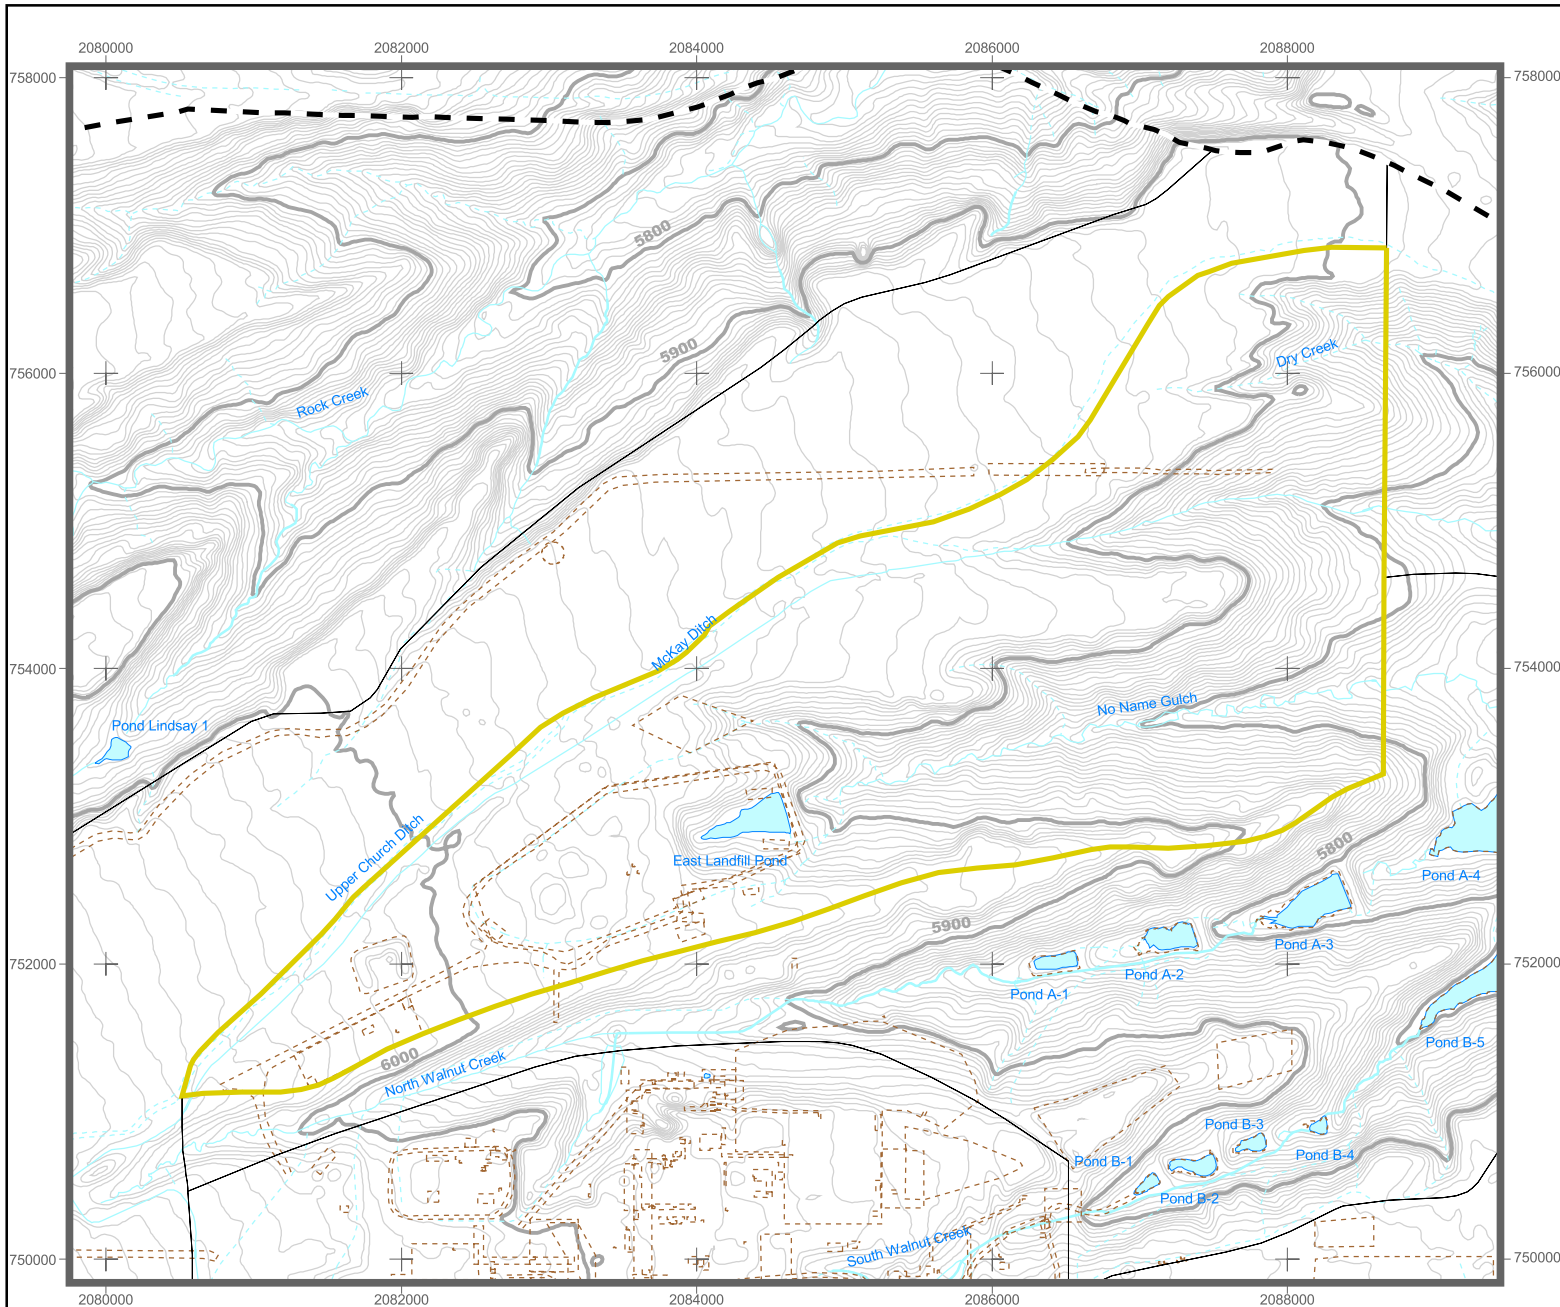 2080000 2082000 2084000 2086000 2088000
758000 758000
5800
5900
Dry Creek
756000 756000
Rock Creek
McKay Ditch
754000 754000
No Name Gulch
Pond Lindsay 1
Upper Church Ditch
5800
East Landfill Pond
Pond A-4
5900
Pond A-3
752000 752000
Pond A-2
Pond A-1
6000
Pond B-5
North Walnut Creek
Pond B-3
Pond B-4
Pond B-1
Pond B-2
South Walnut Creek
750000 750000
2080000 2082000 2084000 2086000 2088000